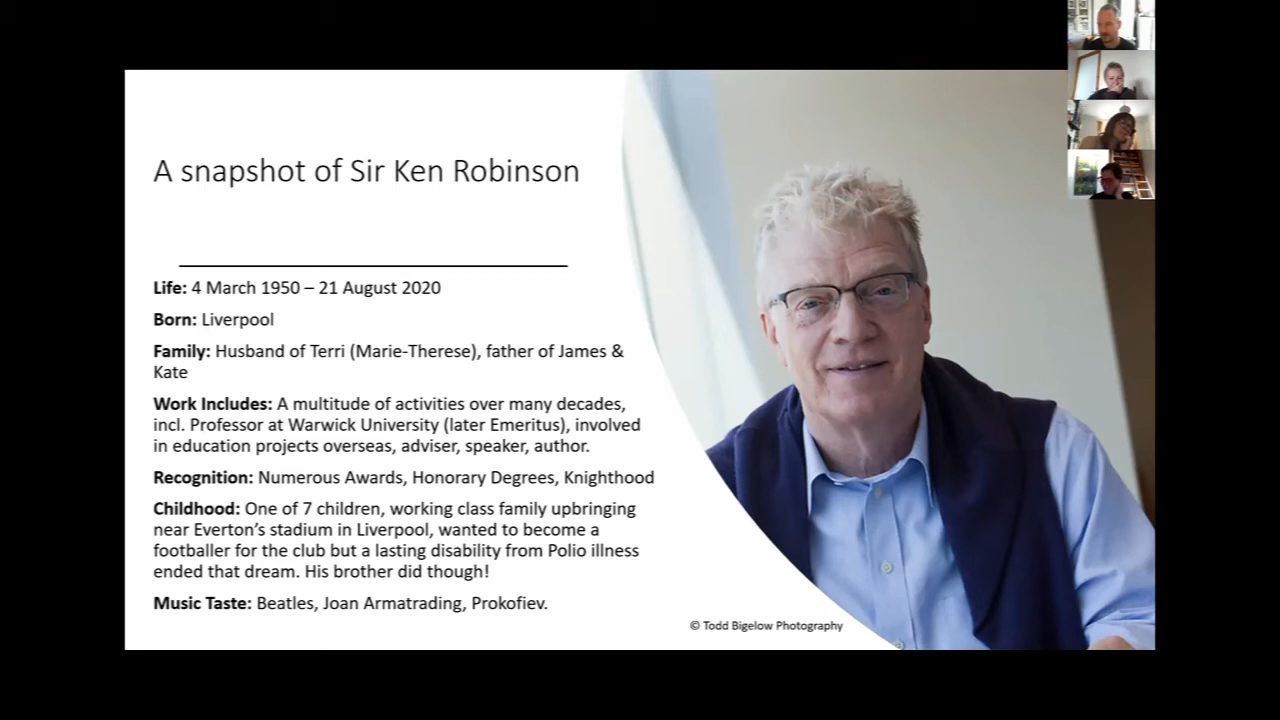 A snapshot of Sir Ken Robinson
Life: 4 March 1950 – 21 August 2020
Born: Liverpool
Family: Husband of Terri (Marie-Therese), father of James &
Kate
Work Includes: A multitude of activities over many decades,
incl. Professor at Warwick University (later Emeritus), involved
in education projects overseas, adviser, speaker, author.
Recognition: Numerous Awards, Honorary Degrees, Knighthood
Childhood: One of 7 children, working class family upbringing
near Everton’s stadium in Liverpool, wanted to become a
footballer for the club but a lasting disability from Polio illness
ended that dream. His brother did though!
Music Taste: Beatles, Joan Armatrading, Prokofiev.
© Todd Bigelow Photography